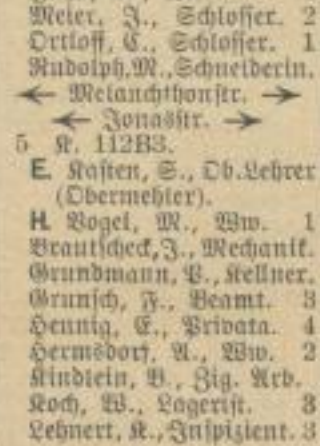 Meier, J., Schlosser. 2
Ortloff, C., Schlosser. 1
Rudolph, M., Schneiderin.
← Melanchthonstr. →
← Jonasstr. →
5 K. 112B3.
E. Kasten, S., Ob.Lehrer
(Obermehler).
H. Vogel, M., Ww. 1
Brautscheck, J., Mechanik.
Grundmann, P., Kellner.
Grunsch, F., Beamt. 3
Hennig, E., Privata. 4
Hermsdorf, A., Ww. 2
Kindlein, B., Zig. Arb.
Koch, W., Lagerist. 3
Lehnert, K., Inspizient. 3